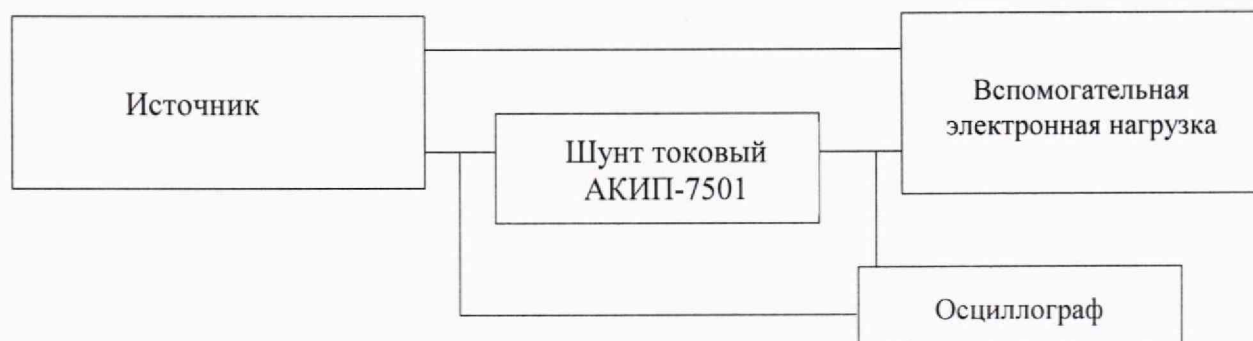 Источник
Вспомогательная
электронная нагрузка
Шунт токовый
АКИП-7501
Осциллограф